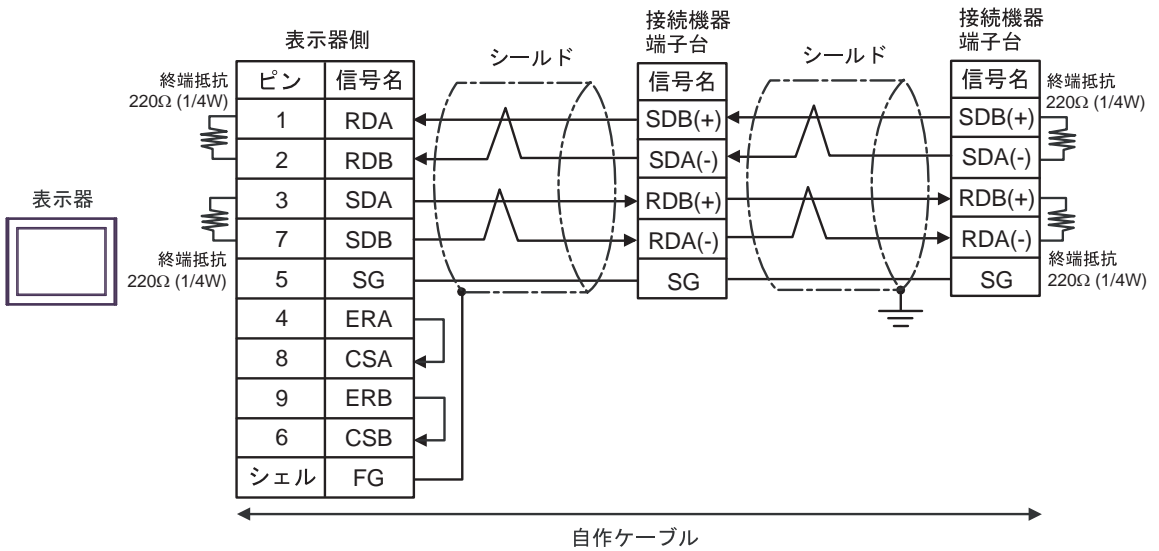 表示器側
接続機器
端子台
接続機器
端子台
シールド
シールド
終端抵抗
220Ω (1/4W)
終端抵抗
220Ω (1/4W)
ピン 信号名
信号名
信号名
1 RDA
SDB(+)
SDB(+)
2 RDB
SDA(-)
SDA(-)
3 SDA
RDB(+)
RDB(+)
7 SDB
RDA(-)
RDA(-)
5 SG
SG
SG
4 ERA
8 CSA
9 ERB
6 CSB
シェル FG
表示器
終端抵抗
220Ω (1/4W)
終端抵抗
220Ω (1/4W)
自作ケーブル